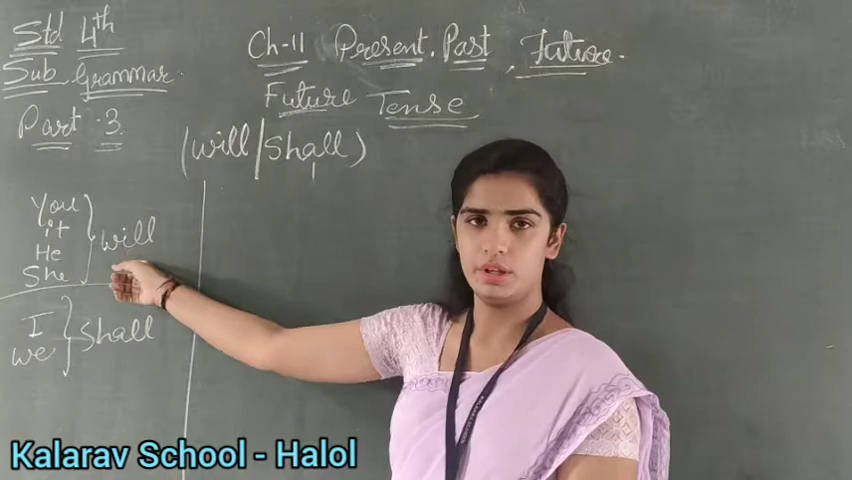 Std 4th
Sub Grammar
Part 3
Ch-11 Present, Past, Future
Future Tense
(will/Shall)
You
it
He
She
will
I
we
Shall
Kalarav School - Halol